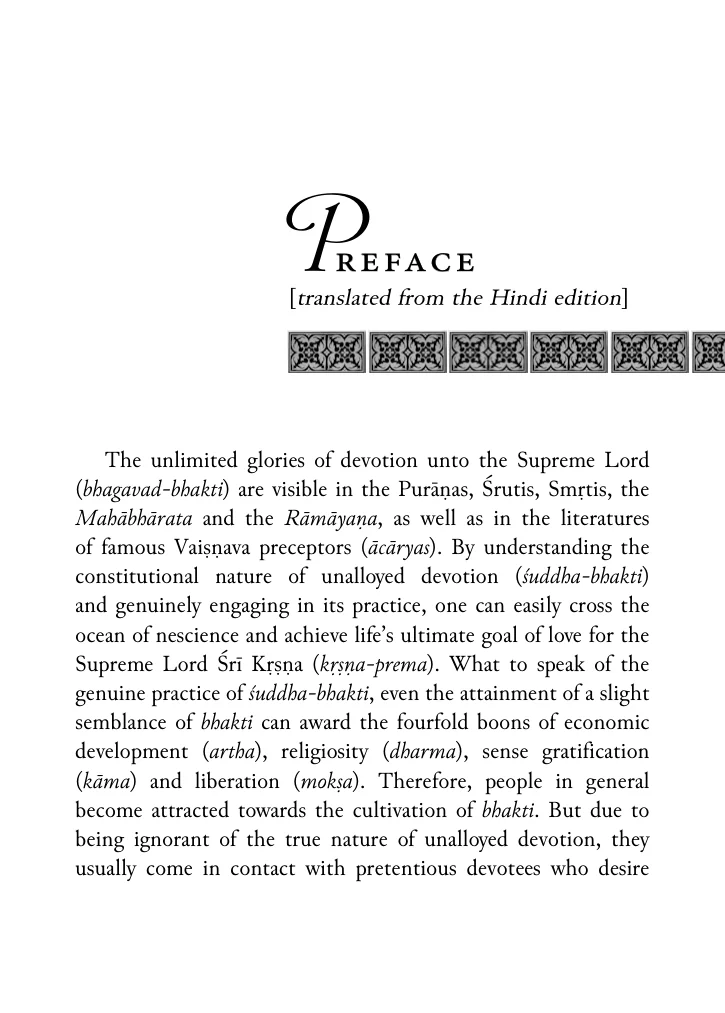 PREFACE
[translated from the Hindi edition]
The unlimited glories of devotion unto the Supreme Lord
(bhagavad-bhakti) are visible in the Purāṇas, Śrutis, Smṛtis, the
Mahābhārata and the Rāmāyaṇa, as well as in the literatures
of famous Vaiṣṇava preceptors (ācāryas). By understanding the
constitutional nature of unalloyed devotion (śuddha-bhakti)
and genuinely engaging in its practice, one can easily cross the
ocean of nescience and achieve life’s ultimate goal of love for the
Supreme Lord Śrī Kṛṣṇa (kṛṣṇa-prema). What to speak of the
genuine practice of śuddha-bhakti, even the attainment of a slight
semblance of bhakti can award the fourfold boons of economic
development (artha), religiosity (dharma), sense gratification
(kāma) and liberation (mokṣa). Therefore, people in general
become attracted towards the cultivation of bhakti. But due to
being ignorant of the true nature of unalloyed devotion, they
usually come in contact with pretentious devotees who desire